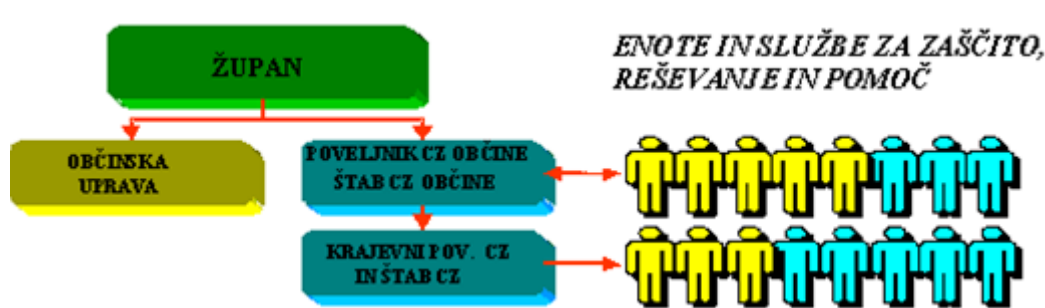 ŽUPAN
ENOTE IN SLUŽBE ZA ZAŠČITO,
REŠEVANJE IN POMOČ
OBČINSKA
UPRAVA
POVELJNIK CZ OBČINE
ŠTAB CZ OBČINE
KRAJEVNI POV. CZ
IN ŠTAB CZ